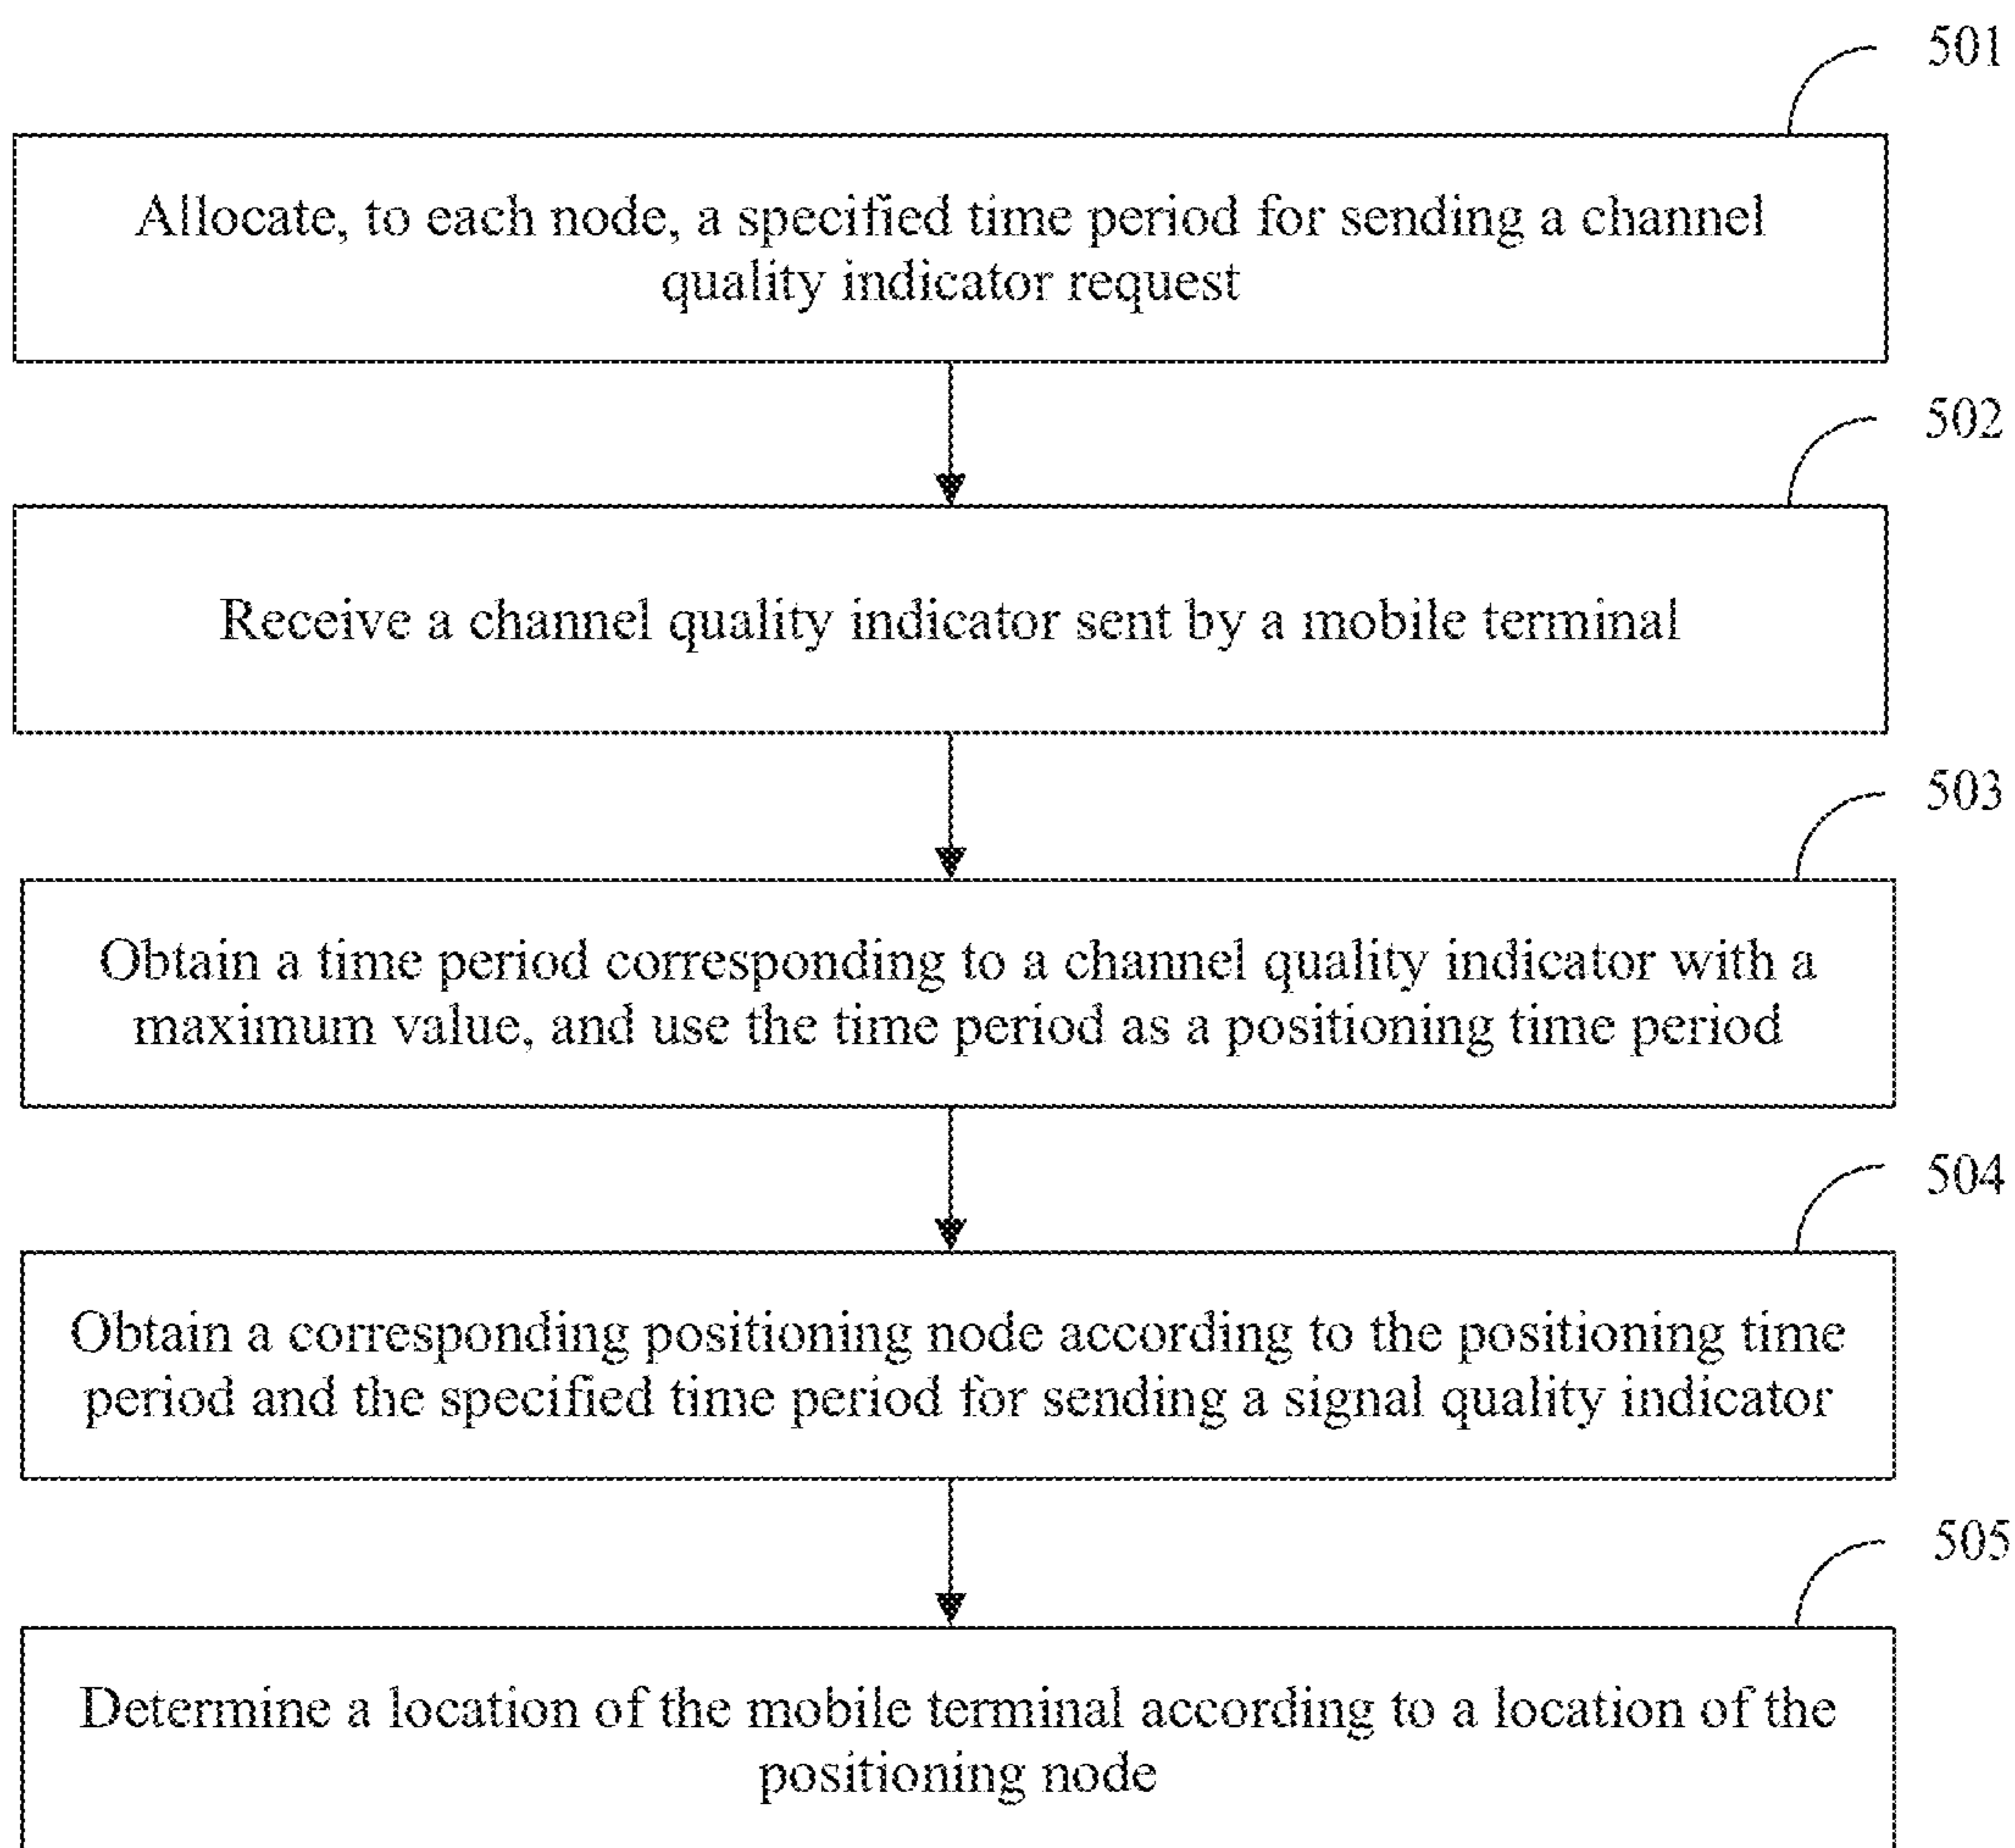 501
Allocate, to each node, a specified time period for sending a channel
quality indicator request
502
Receive a channel quality indicator sent by a mobile terminal
503
Obtain a time period corresponding to a channel quality indicator with a
maximum value, and use the time period as a positioning time period
504
Obtain a corresponding positioning node according to the positioning time
period and the specified time period for sending a signal quality indicator
505
Determine a location of the mobile terminal according to a location of the
positioning node